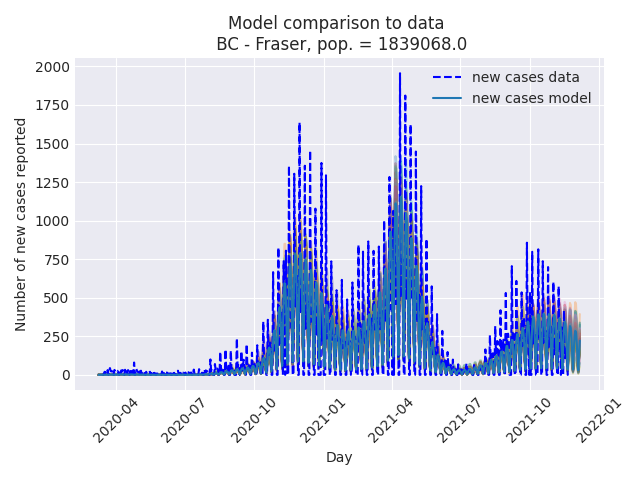 Model comparison to data
BC - Fraser, pop. = 1839068.0
new cases data
new cases model
Number of new cases reported
2000
1750
1500
1250
1000
750
500
250
0
2020-04
2020-07
2020-10
2021-01
2021-04
2021-07
2021-10
2022-01
Day